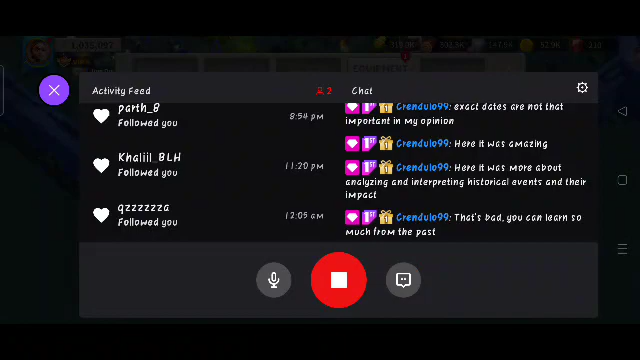 Activity Feed
2
Chat
parth_B
Followed you
8:54 pm
Crendulo99: exact dates are not that
important in my opinion
Crendulo99: Here it was amazing
Khaliil_BLH
Followed you
11:20 pm
Crendulo99: Here it was more about
analyzing and interpreting historical events and their
impact
qzzzzzza
Followed you
12:05 am
Crendulo99: That's bad, you can learn so
much from the past